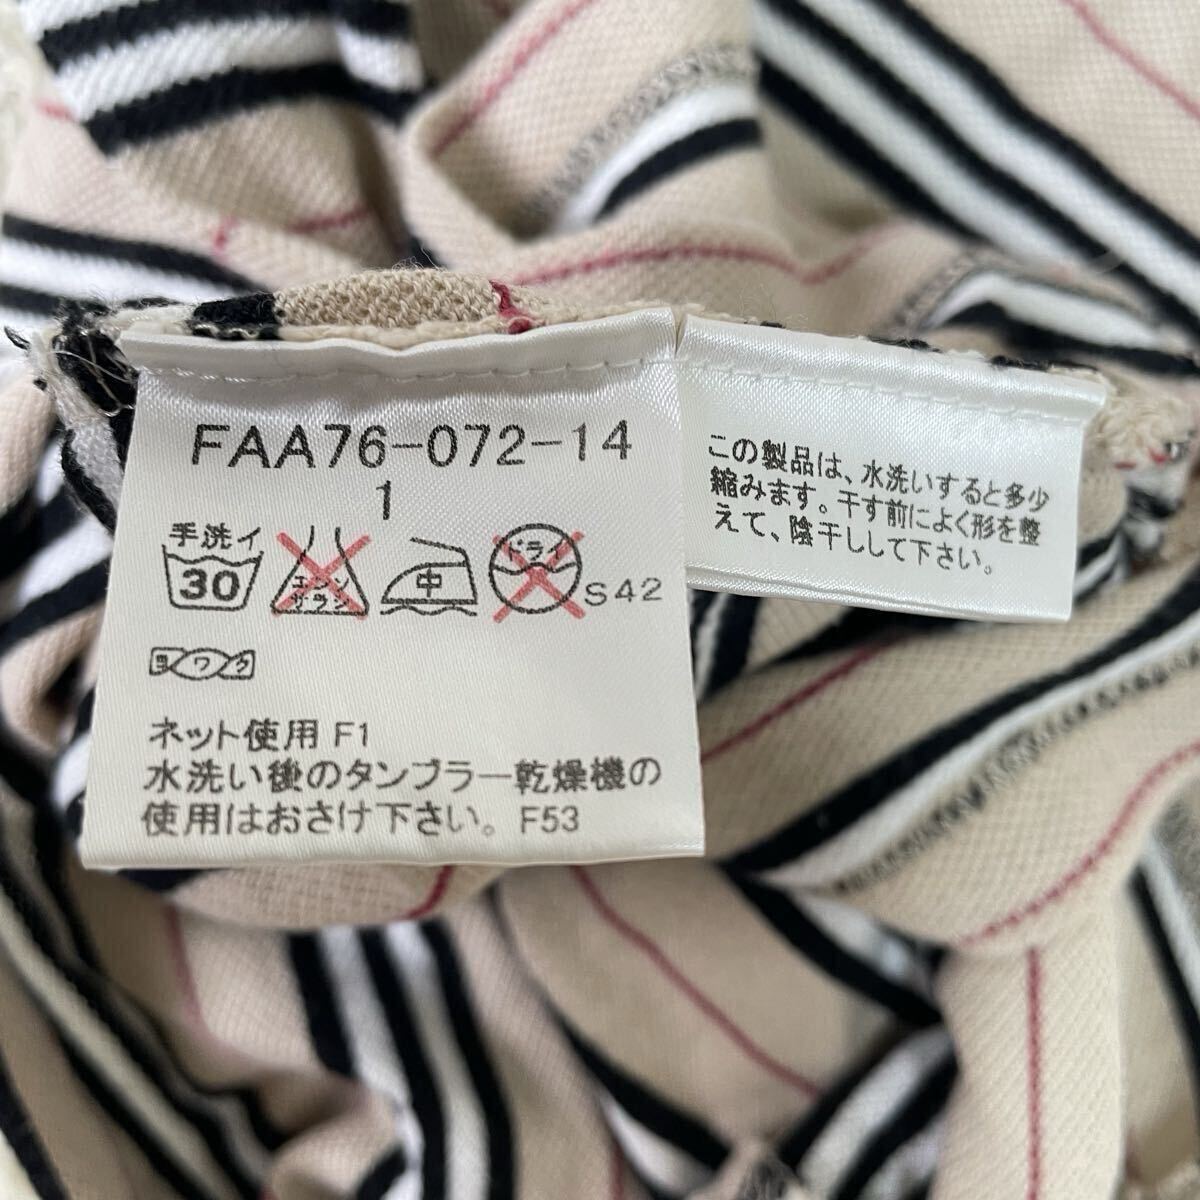 FAA76-072-14
1
手洗イ
30
エンソ
サラシ
中
ドライ
S42
ヨワク
ネット使用 F1
水洗い後のタンブラー乾燥機の
使用はおさけ下さい。F53
この製品は、水洗いすると多少
縮みます。干す前によく形を整
えて、陰干しして下さい。